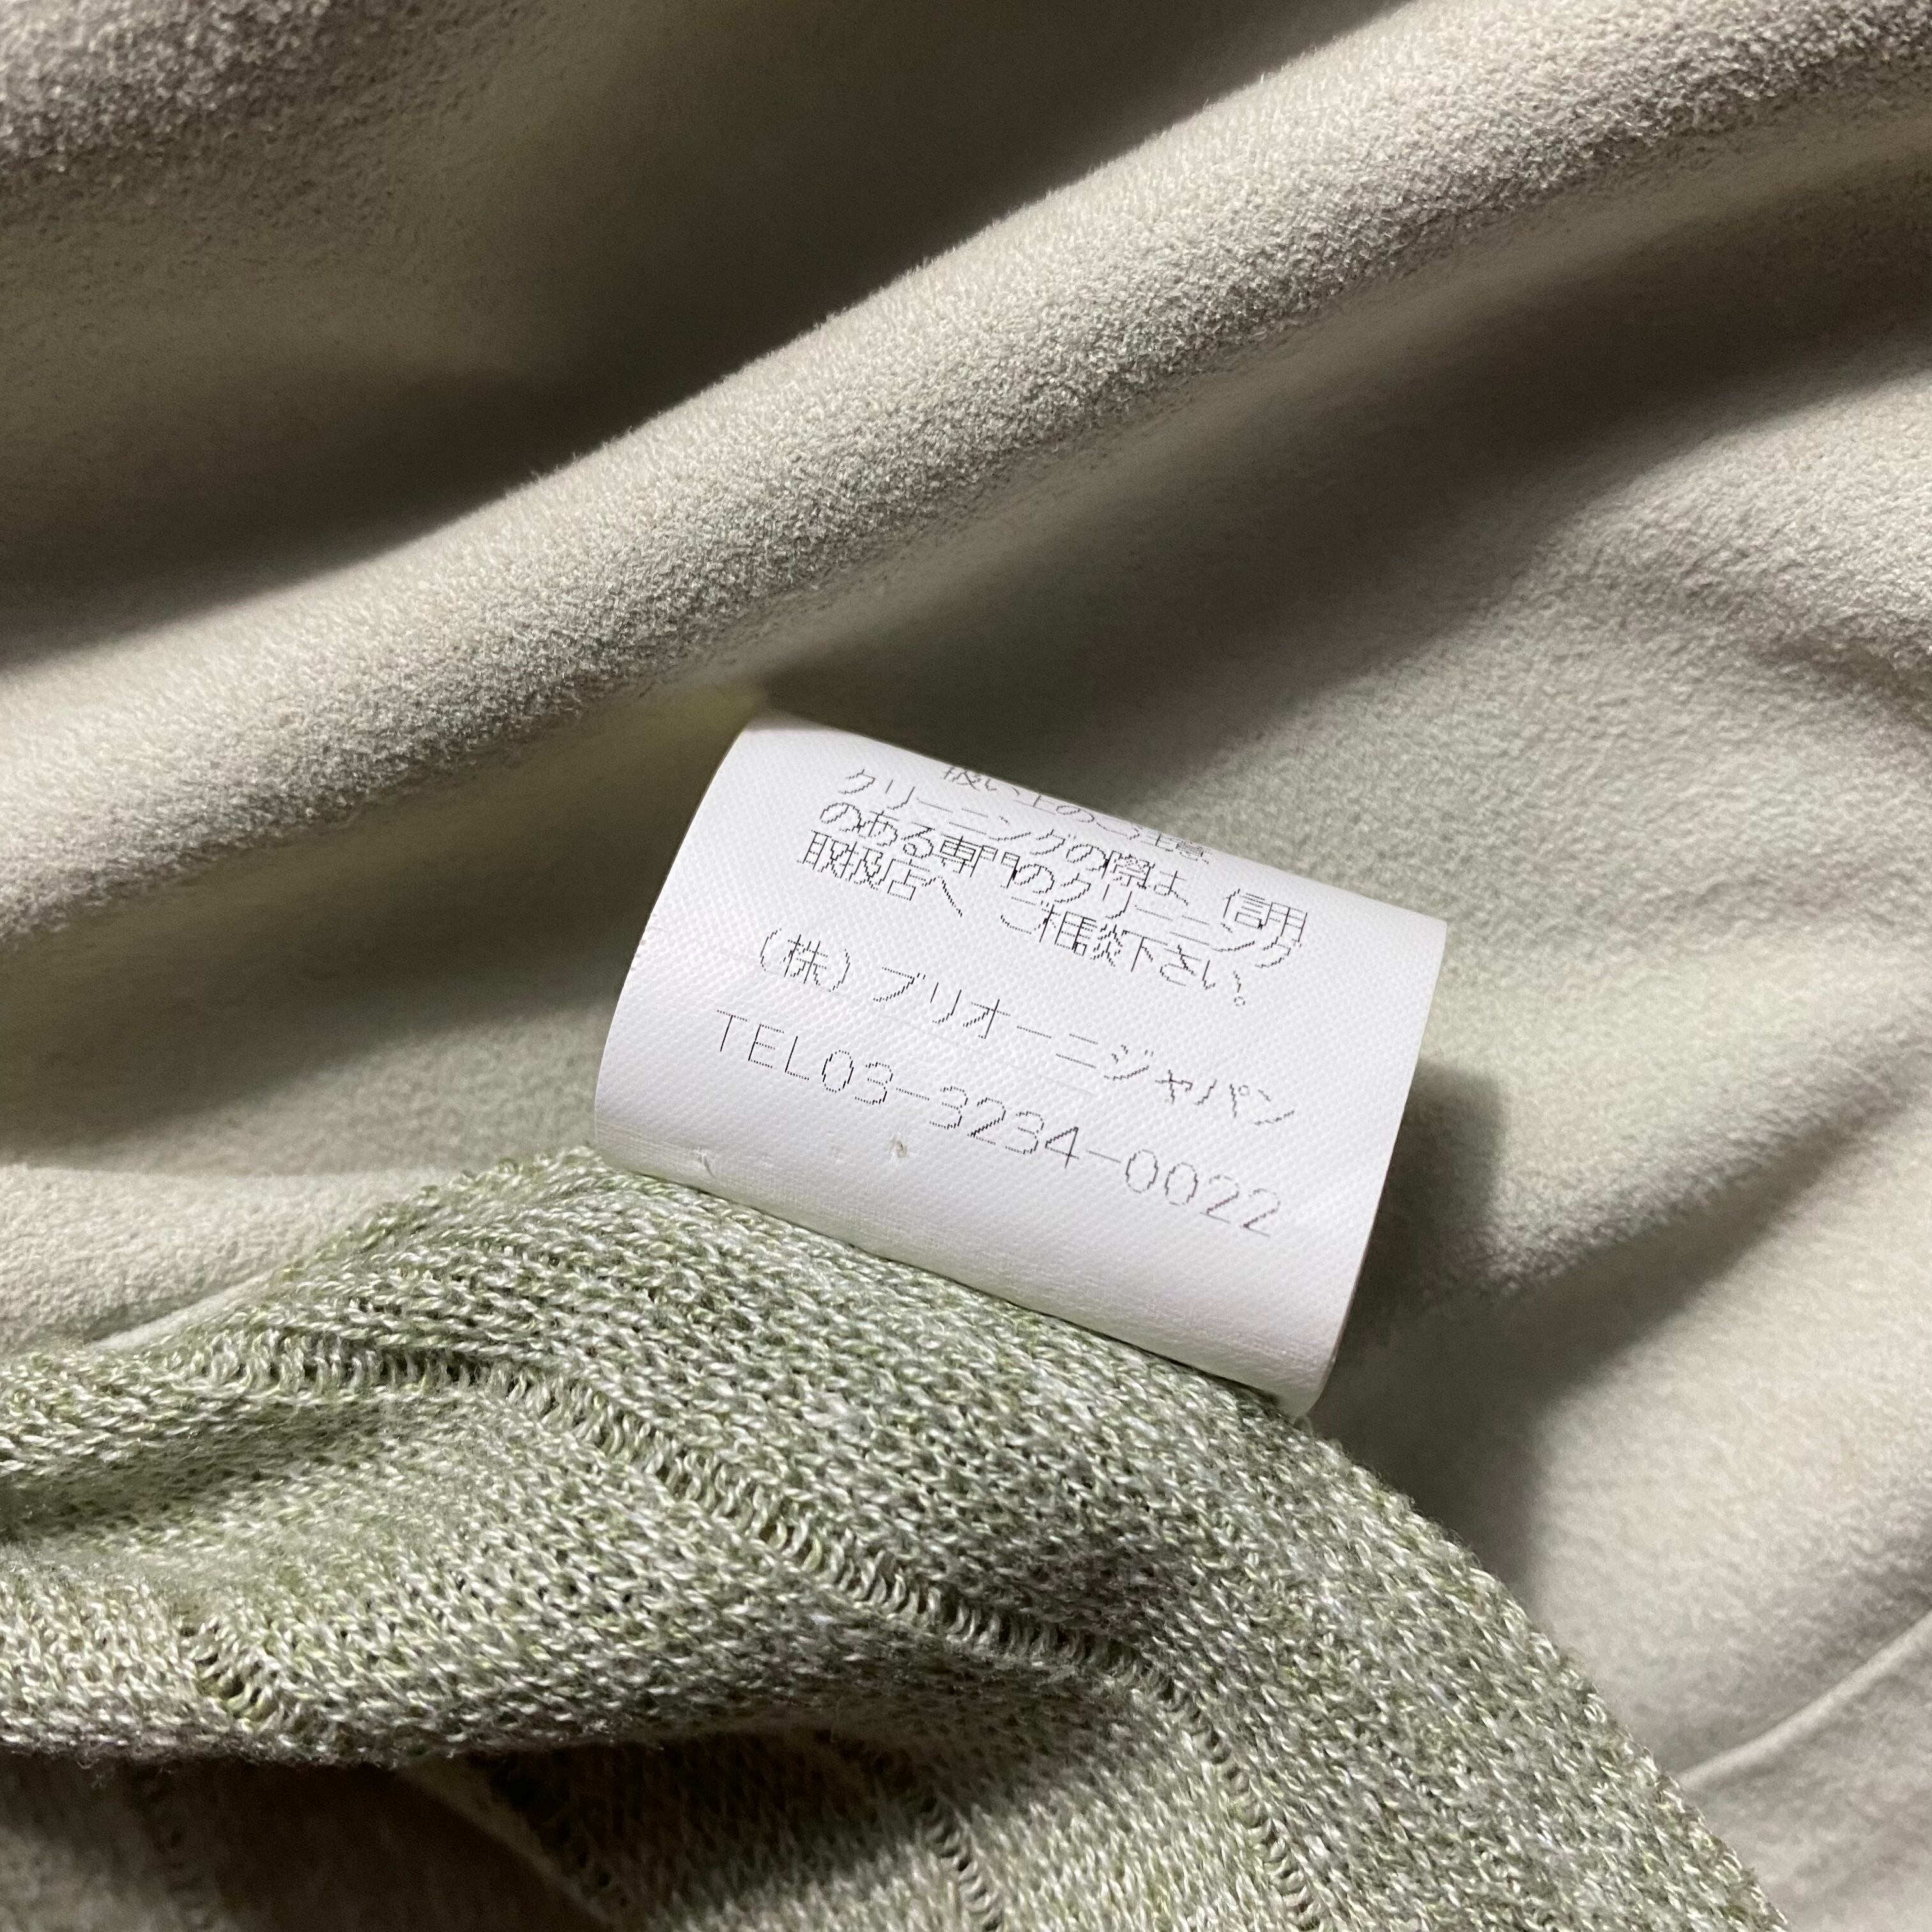 扱い上のご注意
クリーニングの際は、信用
のある専門のクリーニング
取扱店へ ご相談下さい。
(株)ブリオーニジャパン
TEL03-3234-0022